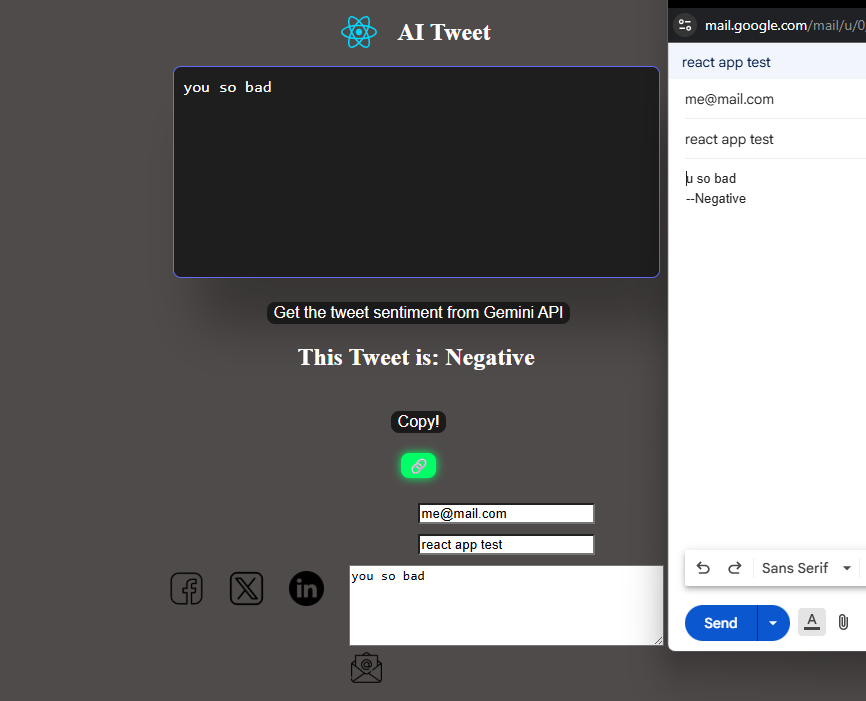 AI Tweet
you so bad
Get the tweet sentiment from Gemini API
This Tweet is: Negative
Copy!
me@mail.com
react app test
you so bad
mail.google.com/mail/u/0
react app test
me@mail.com
react app test
u so bad
--Negative
Sans Serif
Send
A